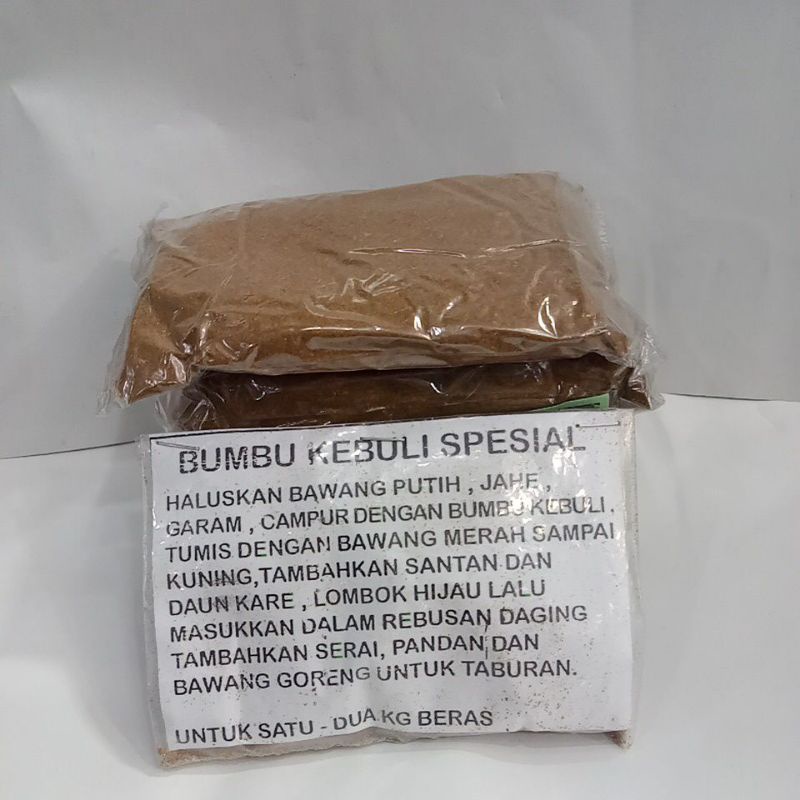 BUMBU KEBULI SPESIAL
HALUSKAN BAWANG PUTIH , JAHE ,
GARAM , CAMPUR DENGAN BUMBU KEBULI .
TUMIS DENGAN BAWANG MERAH SAMPAI
KUNING,TAMBAHKAN SANTAN DAN
DAUN KARE , LOMBOK HIJAU LALU
MASUKKAN DALAM REBUSAN DAGING
TAMBAHKAN SERAI, PANDAN DAN
BAWANG GORENG UNTUK TABURAN.
UNTUK SATU - DUA KG BERAS